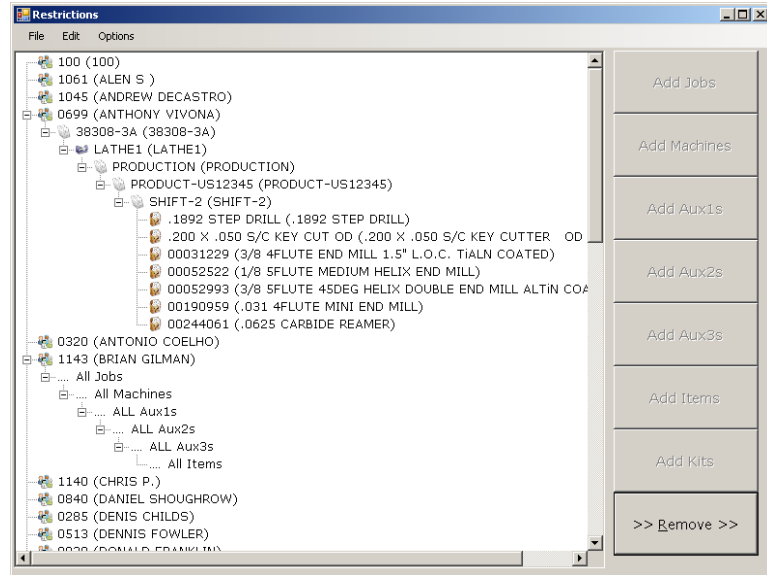 Restrictions
File Edit Options
100 (100)
1061 (ALEN S )
1045 (ANDREW DECASTRO)
0699 (ANTHONY VIVONA)
38308-3A (38308-3A)
LATHE1 (LATHE1)
PRODUCTION (PRODUCTION)
PRODUCT-US12345 (PRODUCT-US12345)
SHIFT-2 (SHIFT-2)
.1892 STEP DRILL (.1892 STEP DRILL)
.200 X .050 S/C KEY CUT OD (.200 X .050 S/C KEY CUTTER OD
00031229 (3/8 4FLUTE END MILL 1.5" L.O.C. TiALN COATED)
00052522 (1/8 5FLUTE MEDIUM HELIX END MILL)
00052993 (3/8 5FLUTE 45DEG HELIX DOUBLE END MILL ALTiN COA
00190959 (.031 4FLUTE MINI END MILL)
00244061 (.0625 CARBIDE REAMER)
0320 (ANTONIO COELHO)
1143 (BRIAN GILMAN)
.... All Jobs
.... All Machines
.... ALL Aux1s
.... ALL Aux2s
.... ALL Aux3s
.... All Items
1140 (CHRIS P.)
0840 (DANIEL SHOUGHROW)
0285 (DENIS CHILDS)
0513 (DENNIS FOWLER)
(DONALD FRANKLIN)
Add Jobs
Add Machines
Add Aux1s
Add Aux2s
Add Aux3s
Add Items
Add Kits
>> Remove >>